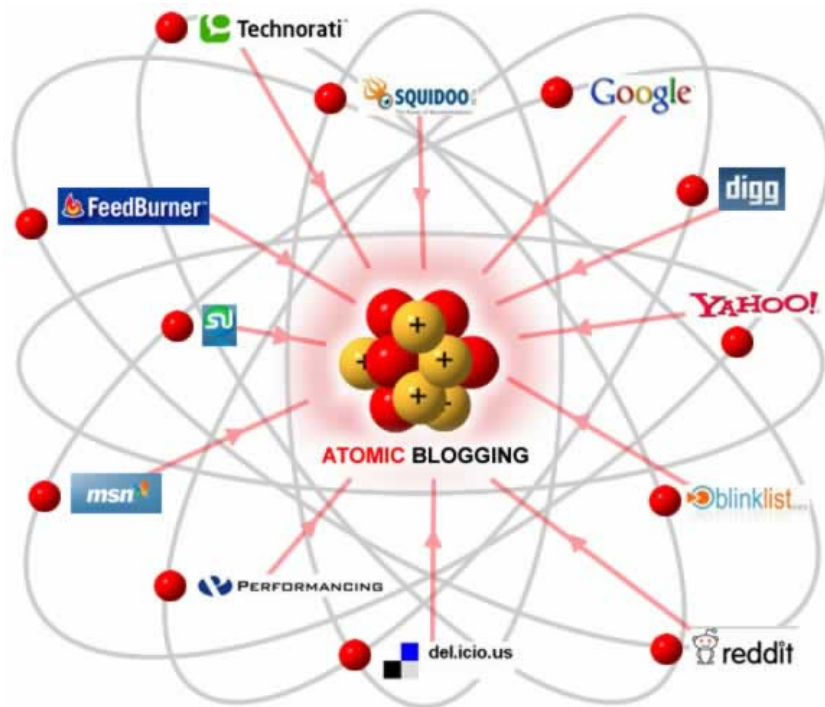 Technorati
SQUIDOO
Google
digg
FeedBurner
YAHOO!
SU
+
+
+
+
ATOMIC BLOGGING
msn
blinklist
PERFORMANCING
del.icio.us
reddit